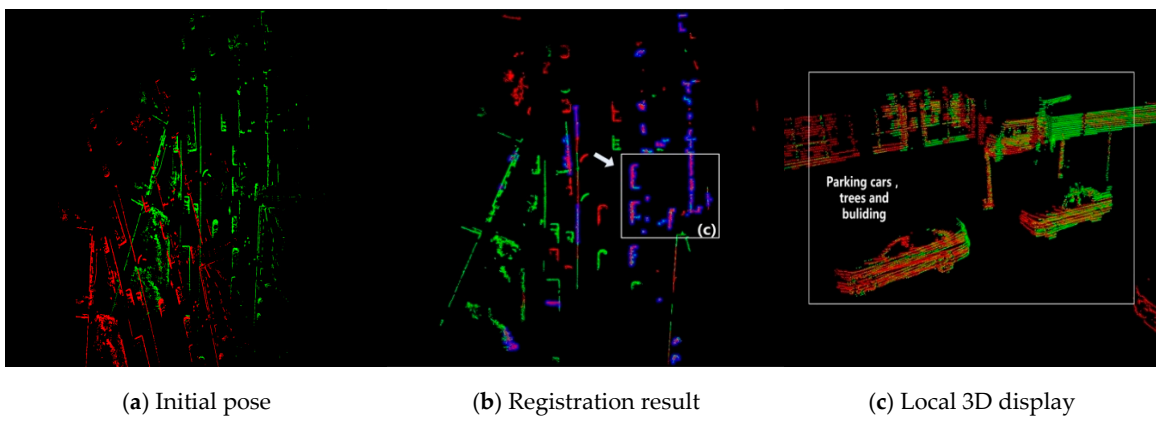 (c)
Parking cars ,
trees and
buliding
(a) Initial pose
(b) Registration result
(c) Local 3D display